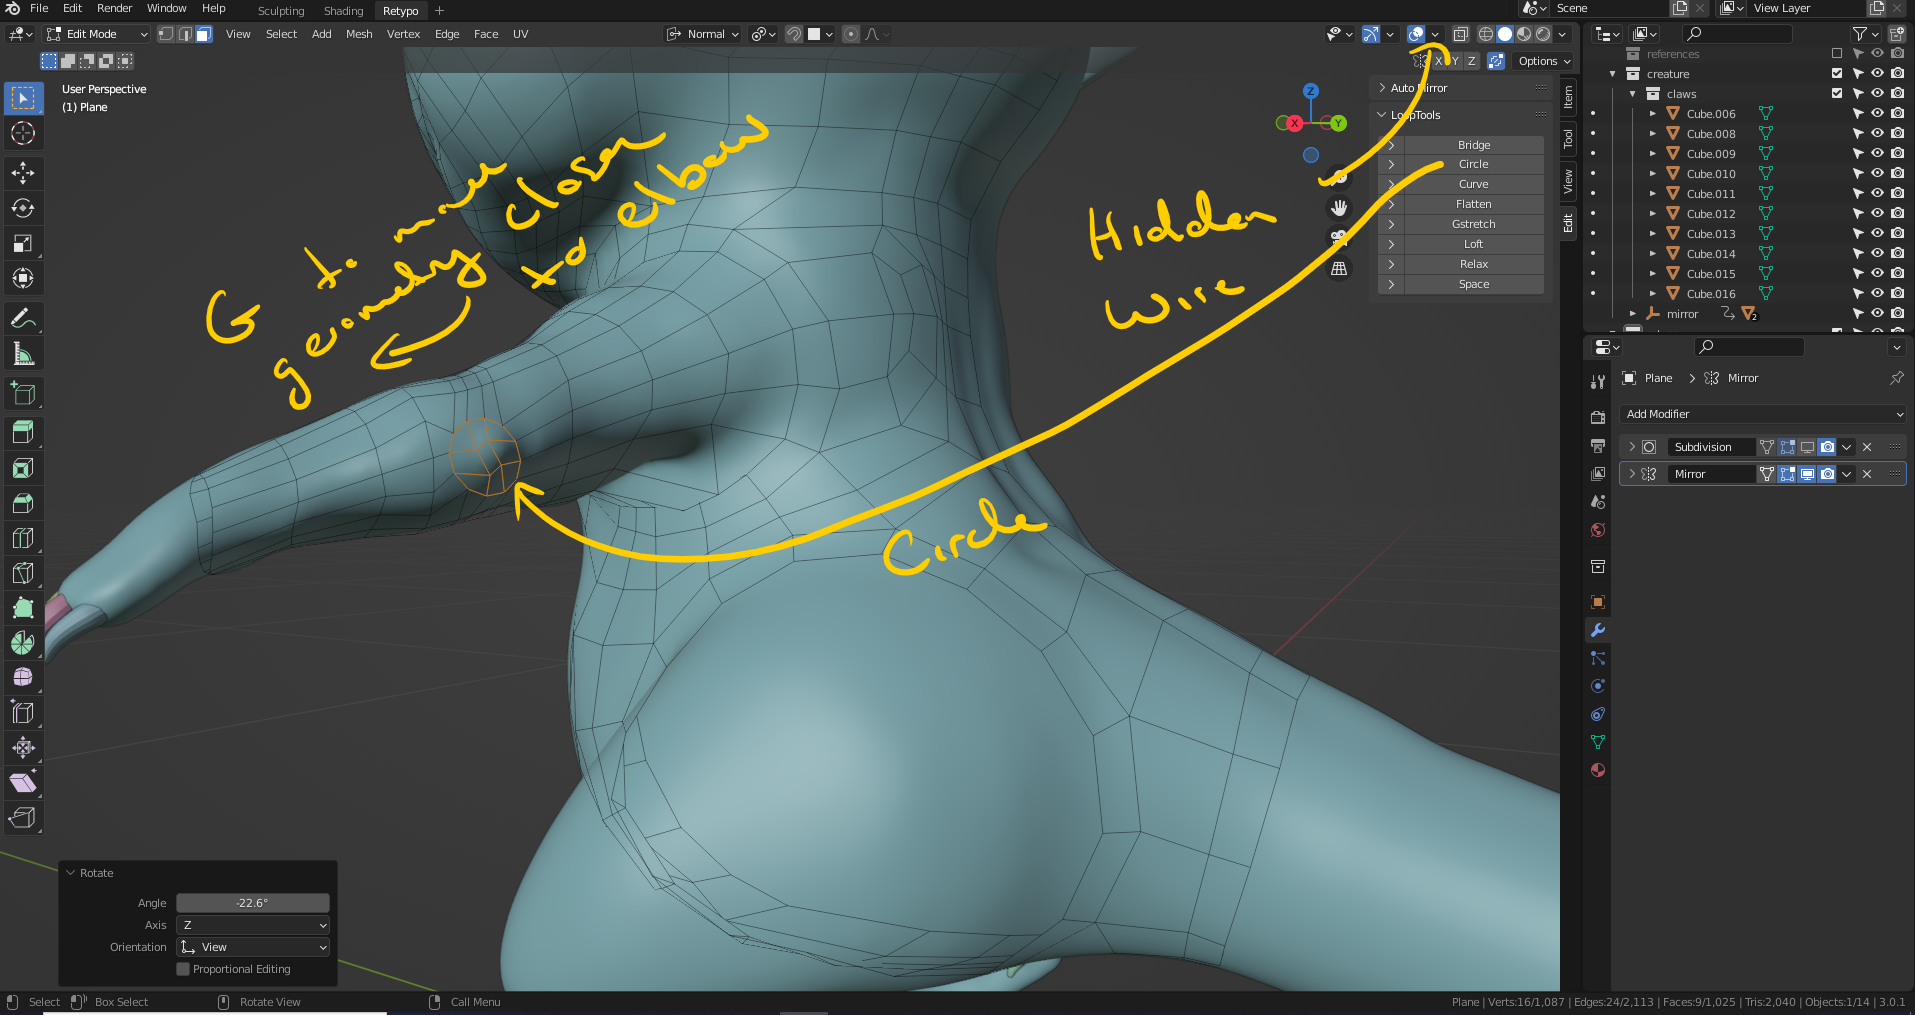 File Edit Render Window Help Sculpting Shading Retypo + Scene View Layer
Edit Mode View Select Add Mesh Vertex Edge Face UV Normal
X Y Z Options
User Perspective
(1) Plane
Z
X
Y
Auto Mirror
LoopTools
Bridge
Circle
Curve
Flatten
Gstretch
Loft
Relax
Space
Item
Tool
View
Edit
G to move
geometry closer
to elbow
Hidden
Wire
Circle
references
creature
claws
Cube.006
Cube.008
Cube.009
Cube.010
Cube.011
Cube.012
Cube.013
Cube.014
Cube.015
Cube.016
mirror 2
Plane > Mirror
Add Modifier
Subdivision
Mirror
Rotate
Angle -22.6°
Axis Z
Orientation View
Proportional Editing
Select Box Select Rotate View Call Menu
Plane | Verts:16/1,087 | Edges:24/2,113 | Faces:9/1,025 | Tris:2,040 | Objects:1/14 | 3.0.1